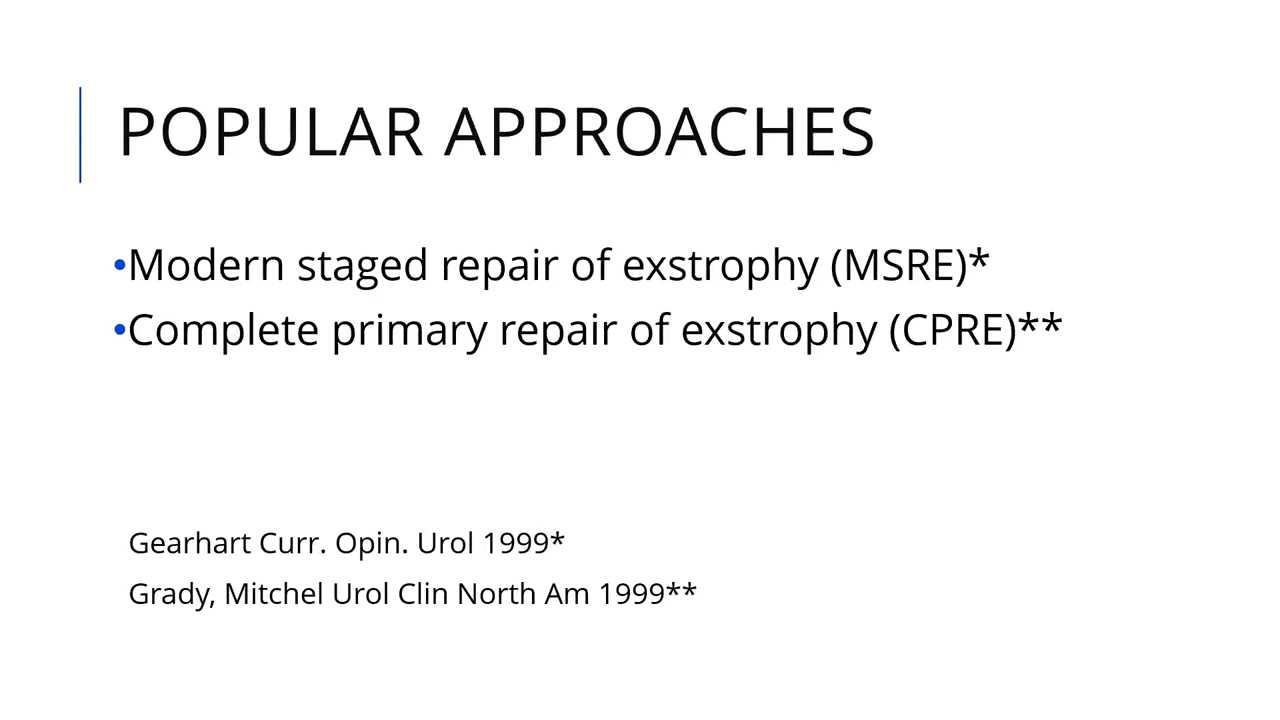 POPULAR APPROACHES
•Modern staged repair of exstrophy (MSRE)*
•Complete primary repair of exstrophy (CPRE)**
Gearhart Curr. Opin. Urol 1999*
Grady, Mitchel Urol Clin North Am 1999**